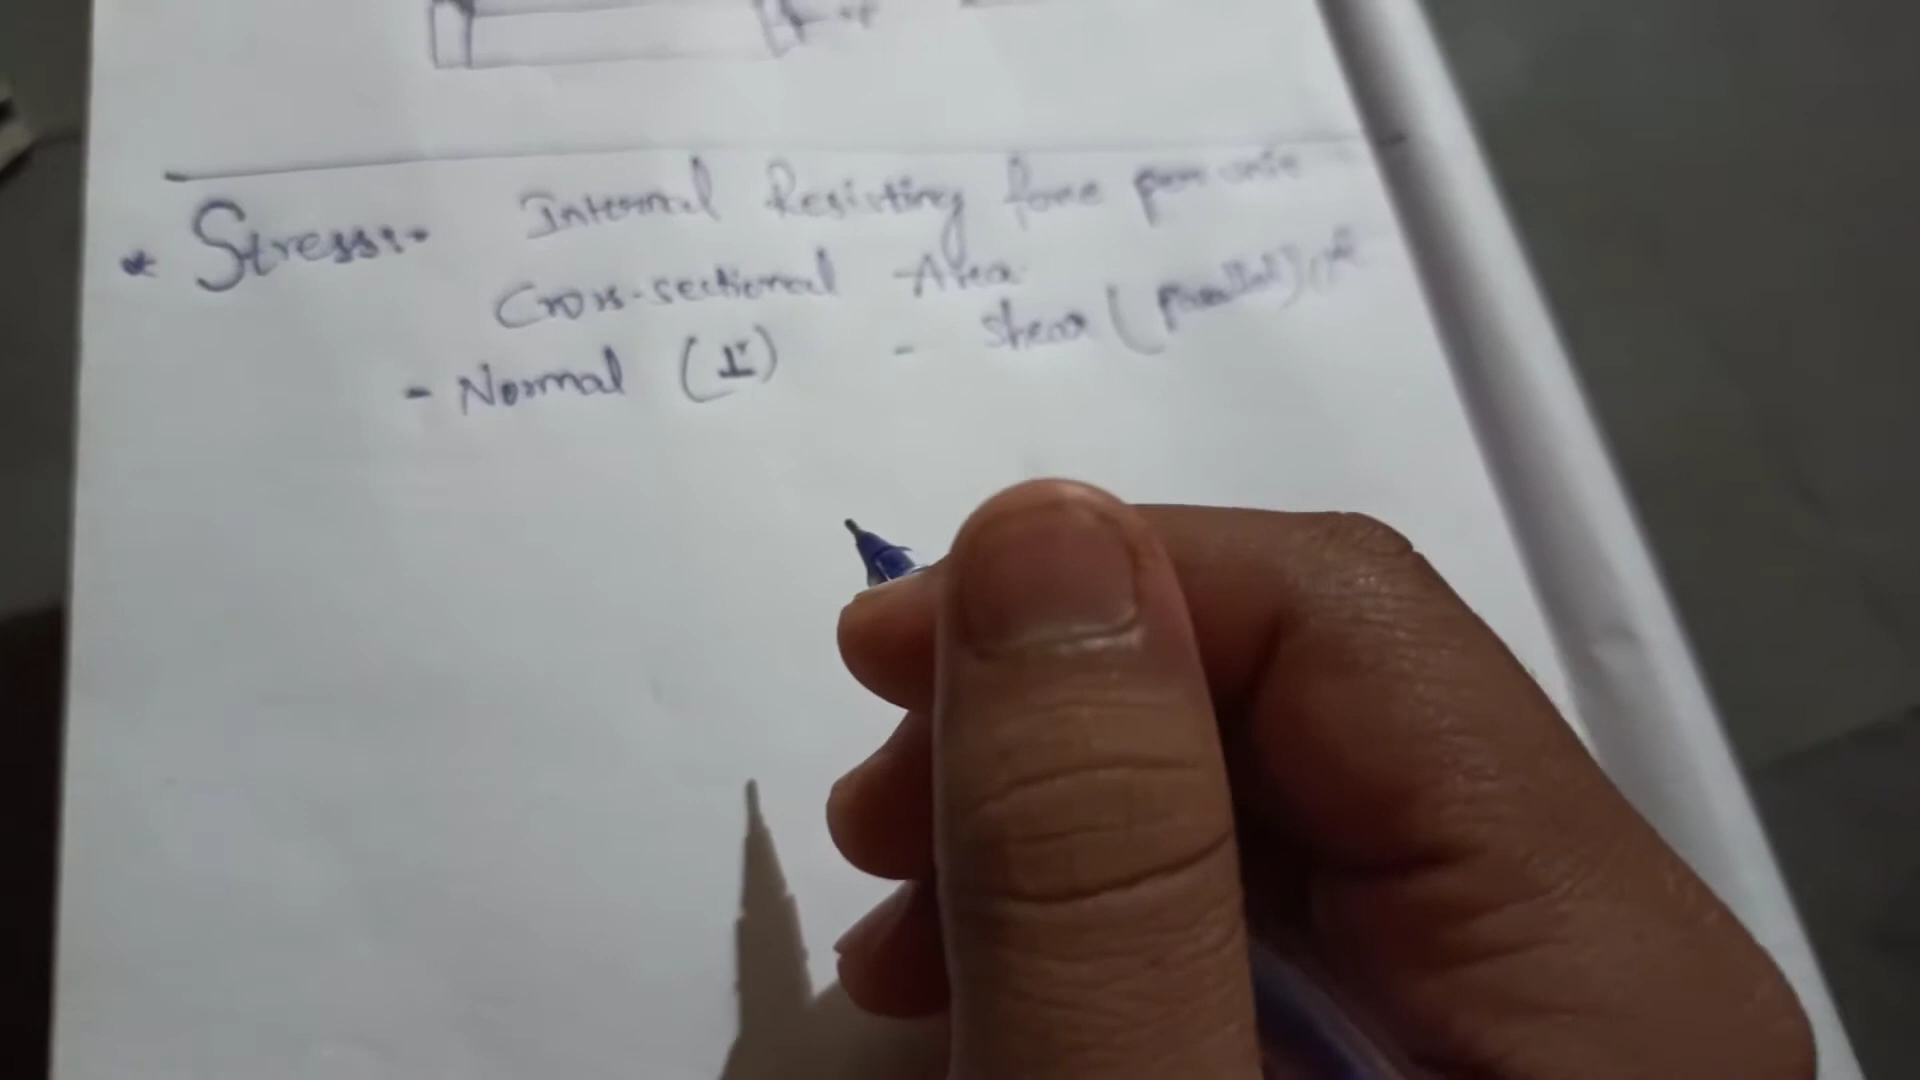 * Stress:- Internal Resisting force per unit
Cross-sectional Area
- Normal (⊥r) - Shear (parallel)